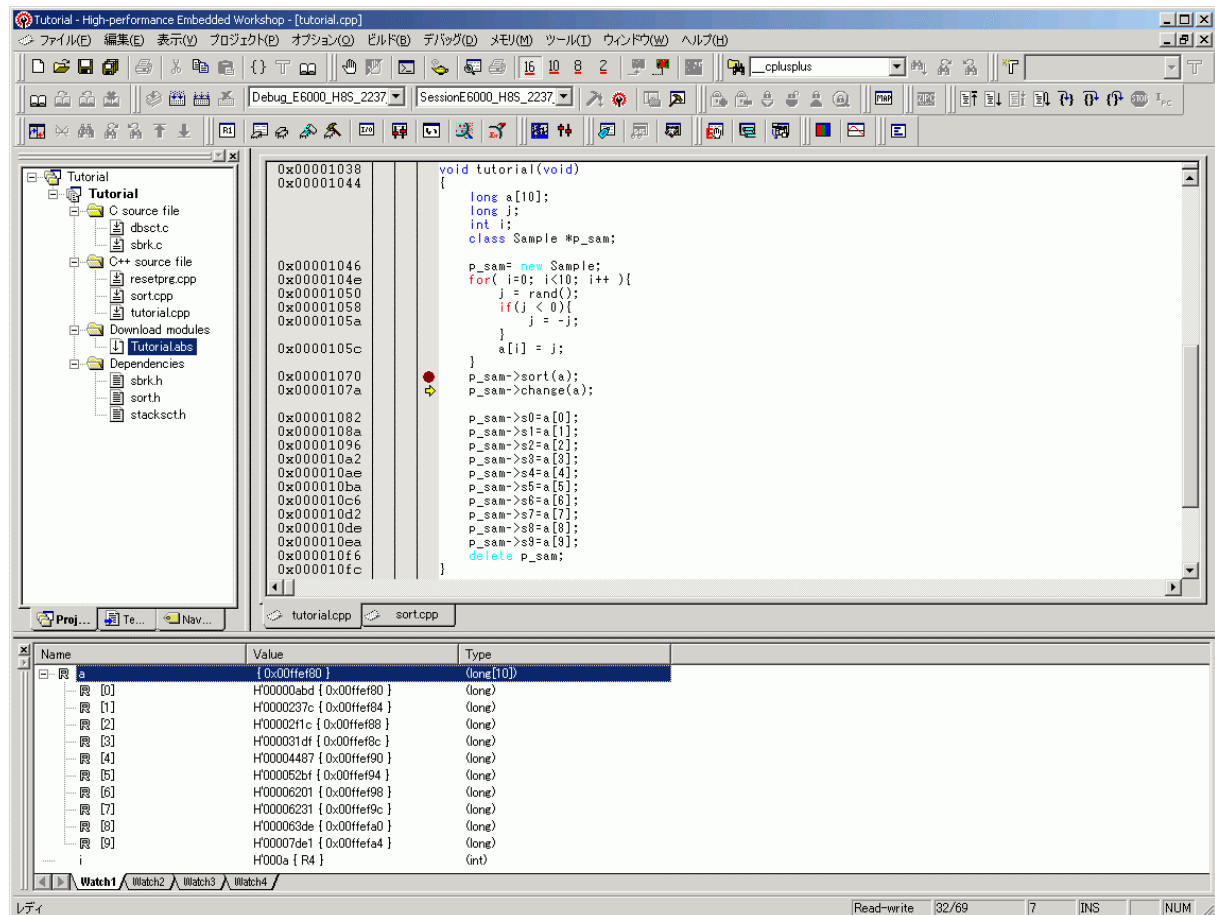 Tutorial - High-performance Embedded Workshop - [tutorial.cpp]
ファイル(F) 編集(E) 表示(V) プロジェクト(P) オプション(O) ビルド(B) デバッグ(D) メモリ(M) ツール(T) ウィンドウ(W) ヘルプ(H)
16 10 8 2 __cplusplus
Debug_E6000_H8S_2237_ SessionE6000_H8S_2237_
Tutorial
Tutorial
C source file
dbsct.c
sbrk.c
C++ source file
resetprg.cpp
sort.cpp
tutorial.cpp
Download modules
Tutorial.abs
Dependencies
sbrk.h
sort.h
stacksct.h
Proj... Te... Nav...
0x00001038 void tutorial(void)
0x00001044 {
long a[10];
long j;
int i;
class Sample *p_sam;
0x00001046 p_sam= new Sample;
0x0000104e for( i=0; i<10; i++ ){
0x00001050 j = rand();
0x00001058 if(j < 0){
0x0000105a j = -j;
}
0x0000105c a[i] = j;
}
0x00001070 p_sam->sort(a);
0x0000107a p_sam->change(a);
0x00001082 p_sam->s0=a[0];
0x0000108a p_sam->s1=a[1];
0x00001096 p_sam->s2=a[2];
0x000010a2 p_sam->s3=a[3];
0x000010ae p_sam->s4=a[4];
0x000010ba p_sam->s5=a[5];
0x000010c6 p_sam->s6=a[6];
0x000010d2 p_sam->s7=a[7];
0x000010de p_sam->s8=a[8];
0x000010ea p_sam->s9=a[9];
0x000010f6 delete p_sam;
0x000010fc }
tutorial.cpp sort.cpp
Name Value Type
R a { 0x00ffef80 } (long[10])
R [0] H'00000abd { 0x00ffef80 } (long)
R [1] H'0000237c { 0x00ffef84 } (long)
R [2] H'00002f1c { 0x00ffef88 } (long)
R [3] H'000031df { 0x00ffef8c } (long)
R [4] H'00004487 { 0x00ffef90 } (long)
R [5] H'000052bf { 0x00ffef94 } (long)
R [6] H'00006201 { 0x00ffef98 } (long)
R [7] H'00006231 { 0x00ffef9c } (long)
R [8] H'000063de { 0x00ffefa0 } (long)
R [9] H'00007de1 { 0x00ffefa4 } (long)
i H'000a { R4 } (int)
Watch1 Watch2 Watch3 Watch4
レディ Read-write 32/69 7 INS NUM